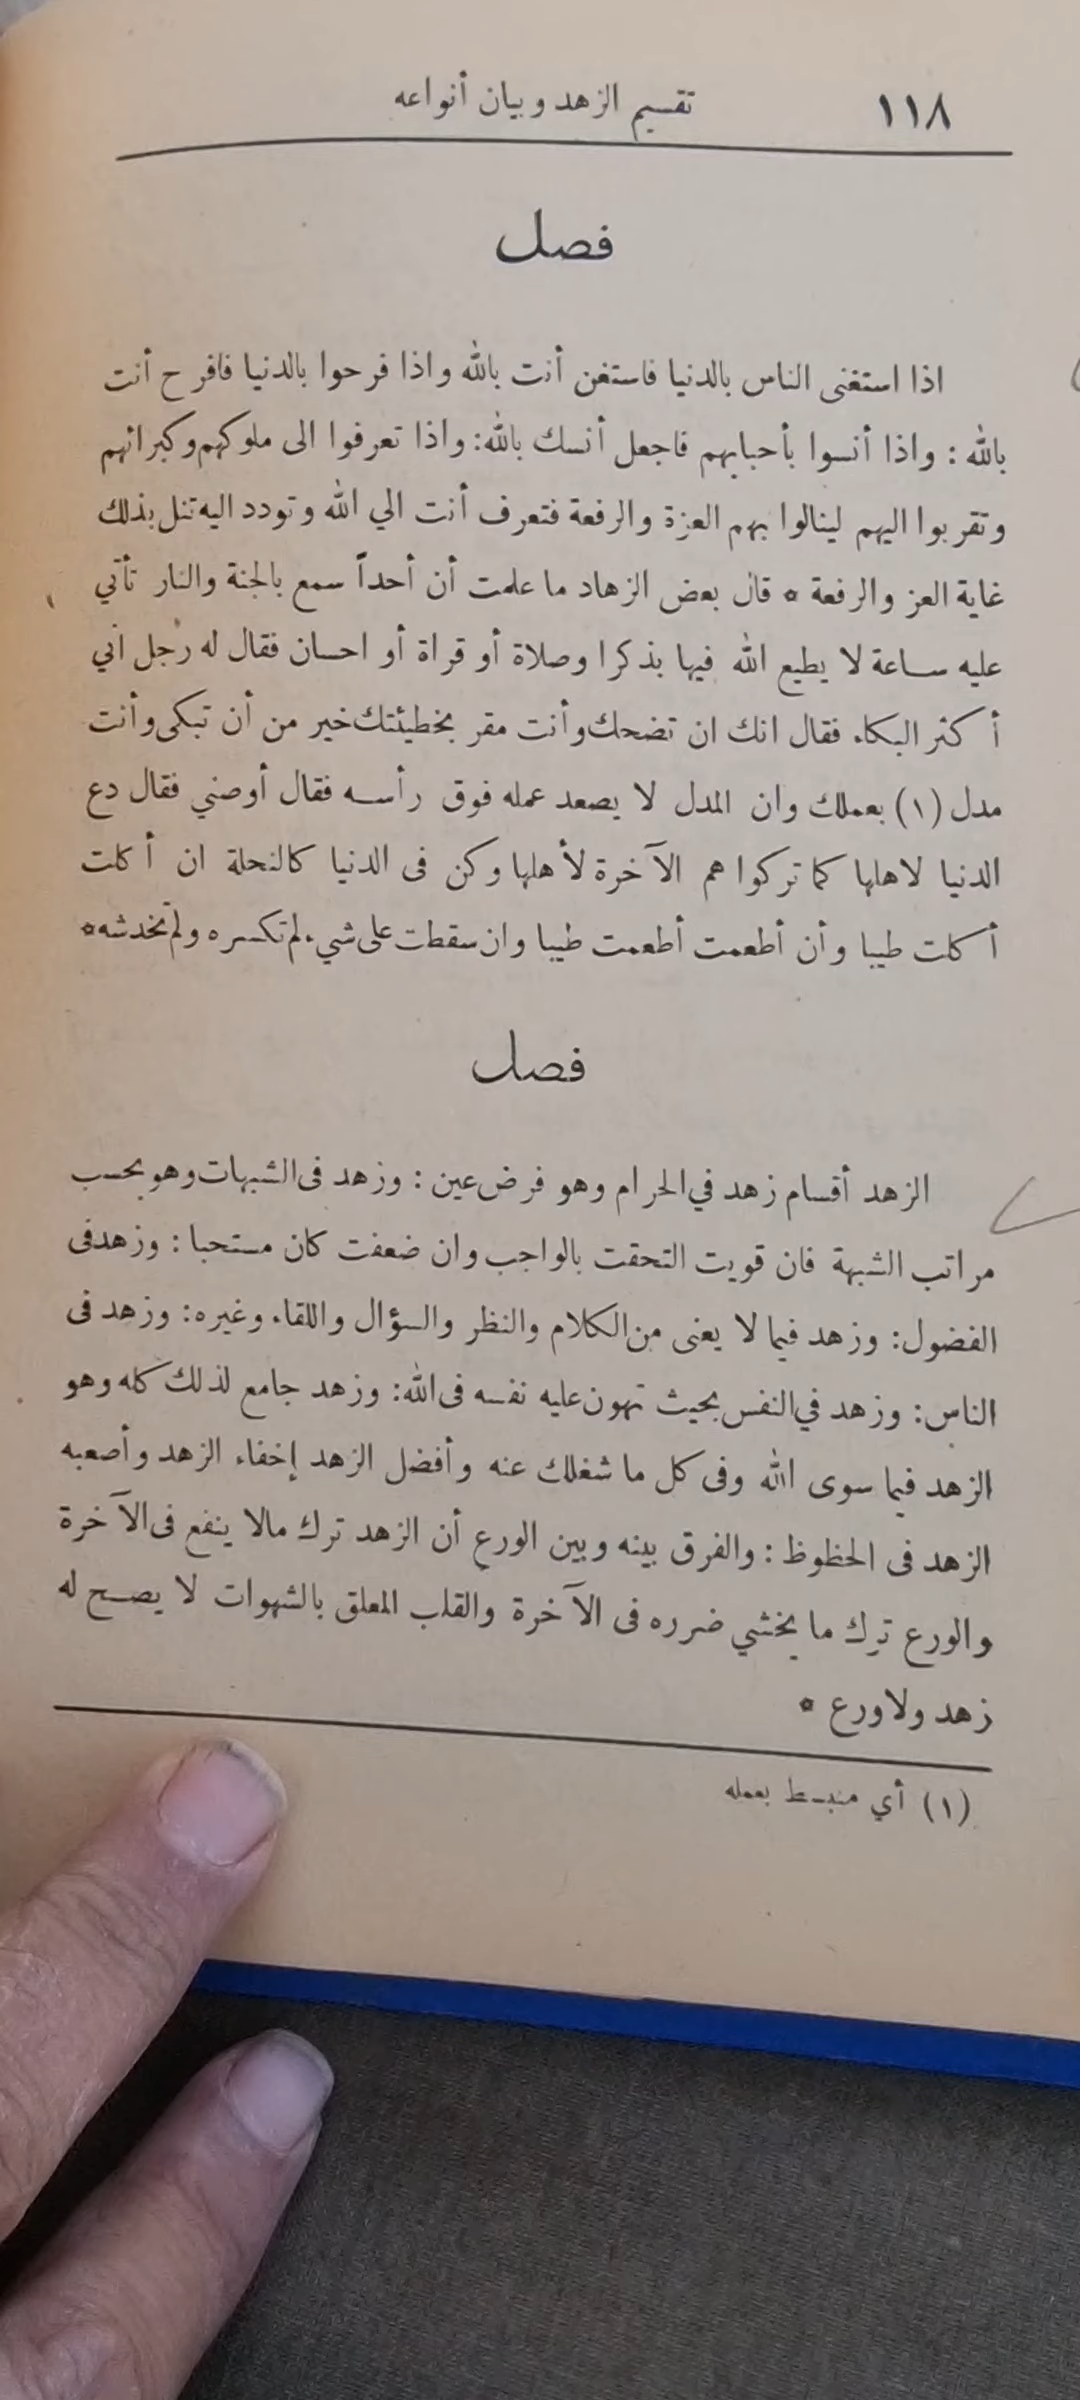 ١١٨ تقسيم الزهد وبيان أنواعه
فصل
اذا استغنى الناس بالدنيا فاستغن أنت بالله واذا فرحوا بالدنيا فافرح أنت
بالله : واذا أنسوا بأحبابهم فاجعل أنسك بالله: واذا تعرفوا الى ملوكهم وكبرائهم
وتقربوا اليهم لينالوا بهم العزة والرفعة فتعرف أنت الي الله وتودد اليه تنل بذلك
غاية العز والرفعة * قال بعض الزهاد ما علمت أن أحداً سمع بالجنة والنار تأتي
عليه ساعة لا يطيع الله فيها بذكرا وصلاة أو قراة أو احسان فقال له رجل اني
أكثر البكاء فقال انك ان تضحك وأنت مقر بخطيئتك خير من أن تبكى وأنت
مدل (١) بعملك وان المدل لا يصعد عمله فوق رأسه فقال أوصني فقال دع
الدنيا لاهلها كما تركوا هم الآخرة لأهلها وكن فى الدنيا كالنحلة ان أكلت
أكلت طيبا وأن أطعمت أطعمت طيبا وان سقطت على شيء لم تكسره ولم تخدشه*
فصل
الزهد أقسام زهد في الحرام وهو فرض عين : وزهد فى الشبهات وهو بحسب
مراتب الشبهة فان قويت التحقت بالواجب وان ضعفت كان مستحبا : وزهد فى
الفضول: وزهد فيما لا يعنى من الكلام والنظر والسؤال واللقاء وغيره: وزهد فى
الناس: وزهد في النفس بحيث تهون عليه نفسه فى الله: وزهد جامع لذلك كله وهو
الزهد فيما سوى الله وفى كل ما شغلك عنه وأفضل الزهد إخفاء الزهد وأصعبه
الزهد فى الحظوظ : والفرق بينه وبين الورع أن الزهد ترك مالا ينفع فى الآخرة
والورع ترك ما يخشي ضرره فى الآخرة والقلب المعلق بالشهوات لا يصح له
زهد ولا ورع *
(١) أي منبسط بعمله